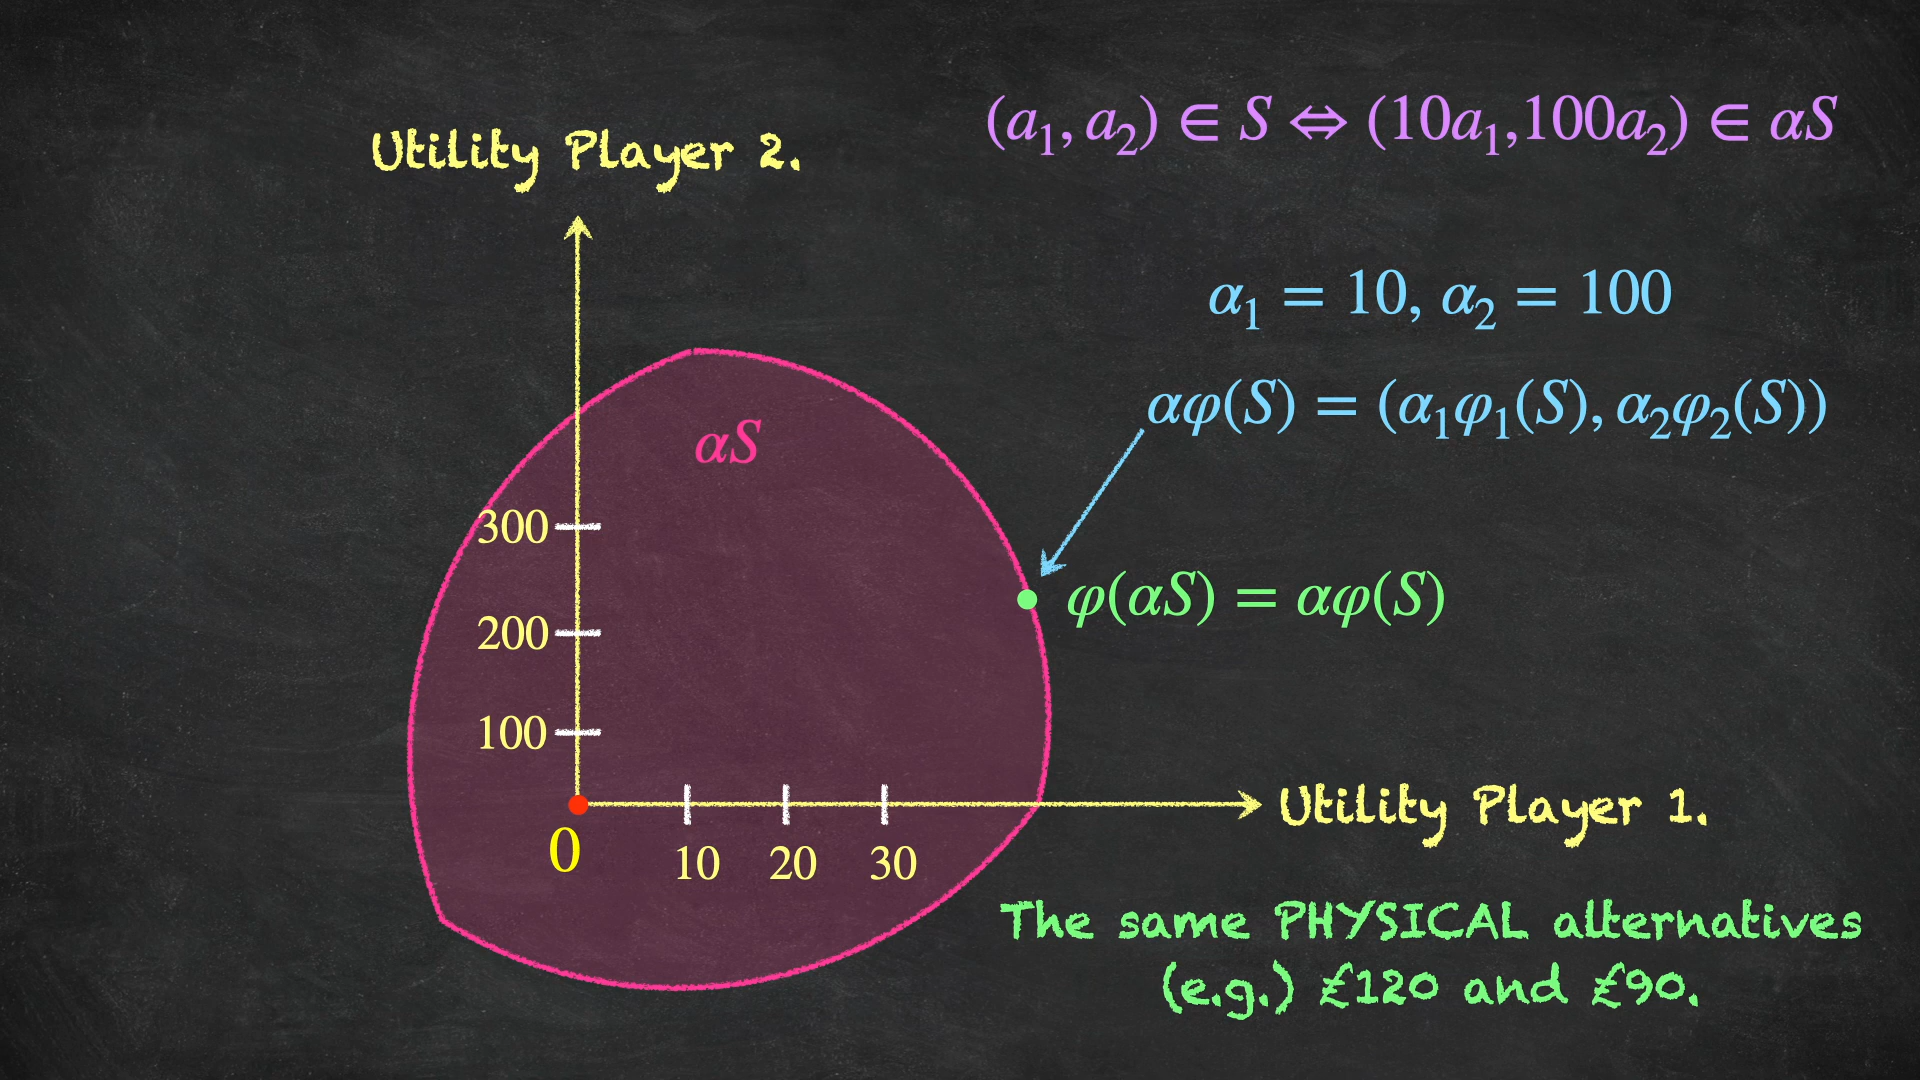 (a₁, a₂) ∈ S ⇔ (10a₁,100a₂) ∈ αS
Utility Player 2.
α₁ = 10, α₂ = 100
αφ(S) = (α₁φ₁(S), α₂φ₂(S))
αS
300
φ(αS) = αφ(S)
200
100
Utility Player 1.
0
10 20 30
The same PHYSICAL alternatives
(e.g.) £120 and £90.